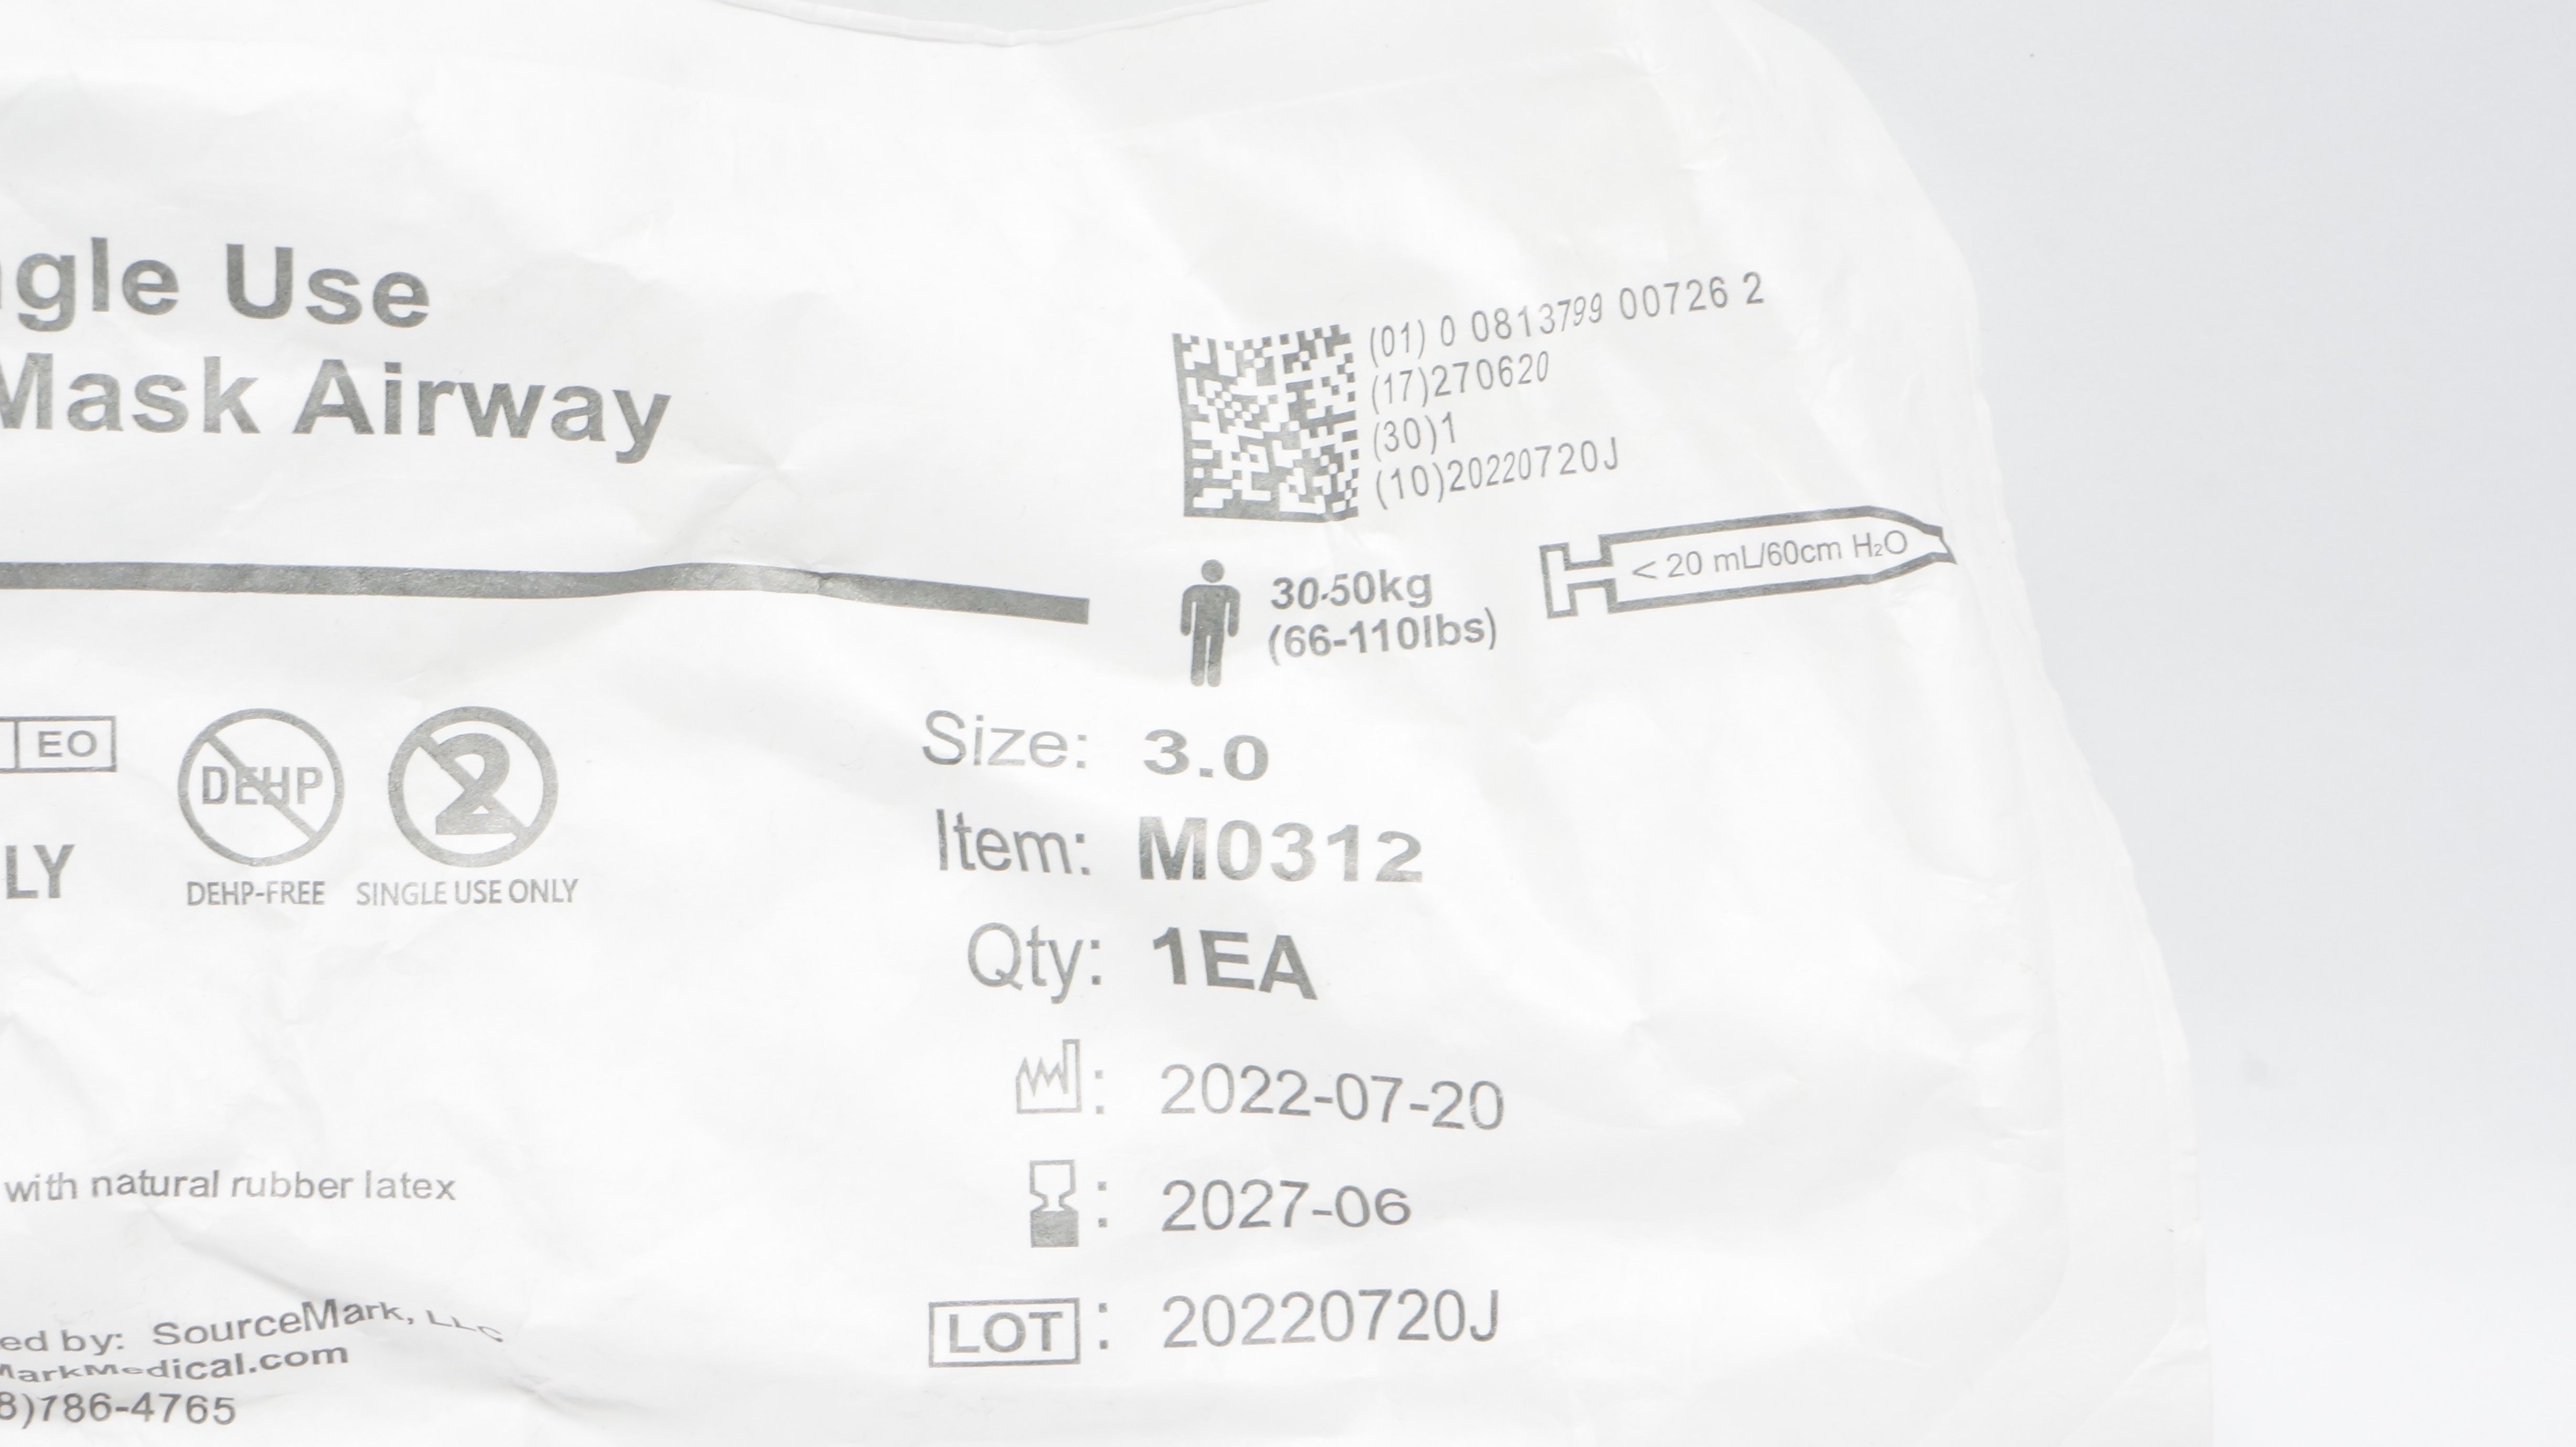 gle Use
Mask Airway
(01) 0 0813799 00726 2
(17)270620
(30)1
(10)20220720J
< 20 mL/60cm H₂O
30-50kg
(66-110lbs)
EO
DEHP
2
LY
DEHP-FREE
SINGLE USE ONLY
Size: 3.0
Item: M0312
Qty: 1EA
: 2022-07-20
: 2027-06
LOT : 20220720J
with natural rubber latex
ed by: SourceMark, LLC
MarkMedical.com
8)786-4765